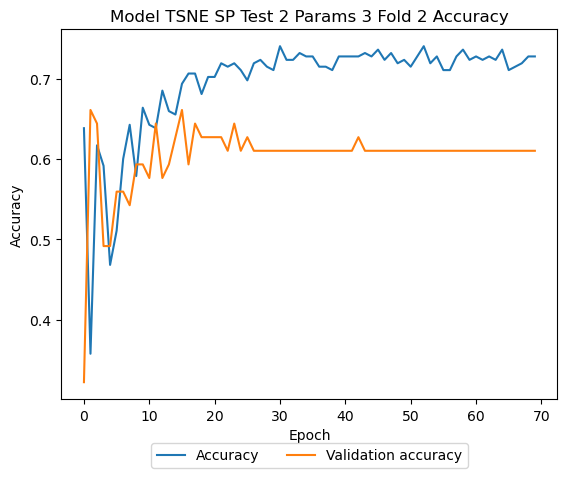 Model TSNE SP Test 2 Params 3 Fold 2 Accuracy
0.7
0.6
0.5
0.4
Accuracy
0 10 20 30 40 50 60 70
Epoch
Accuracy Validation accuracy